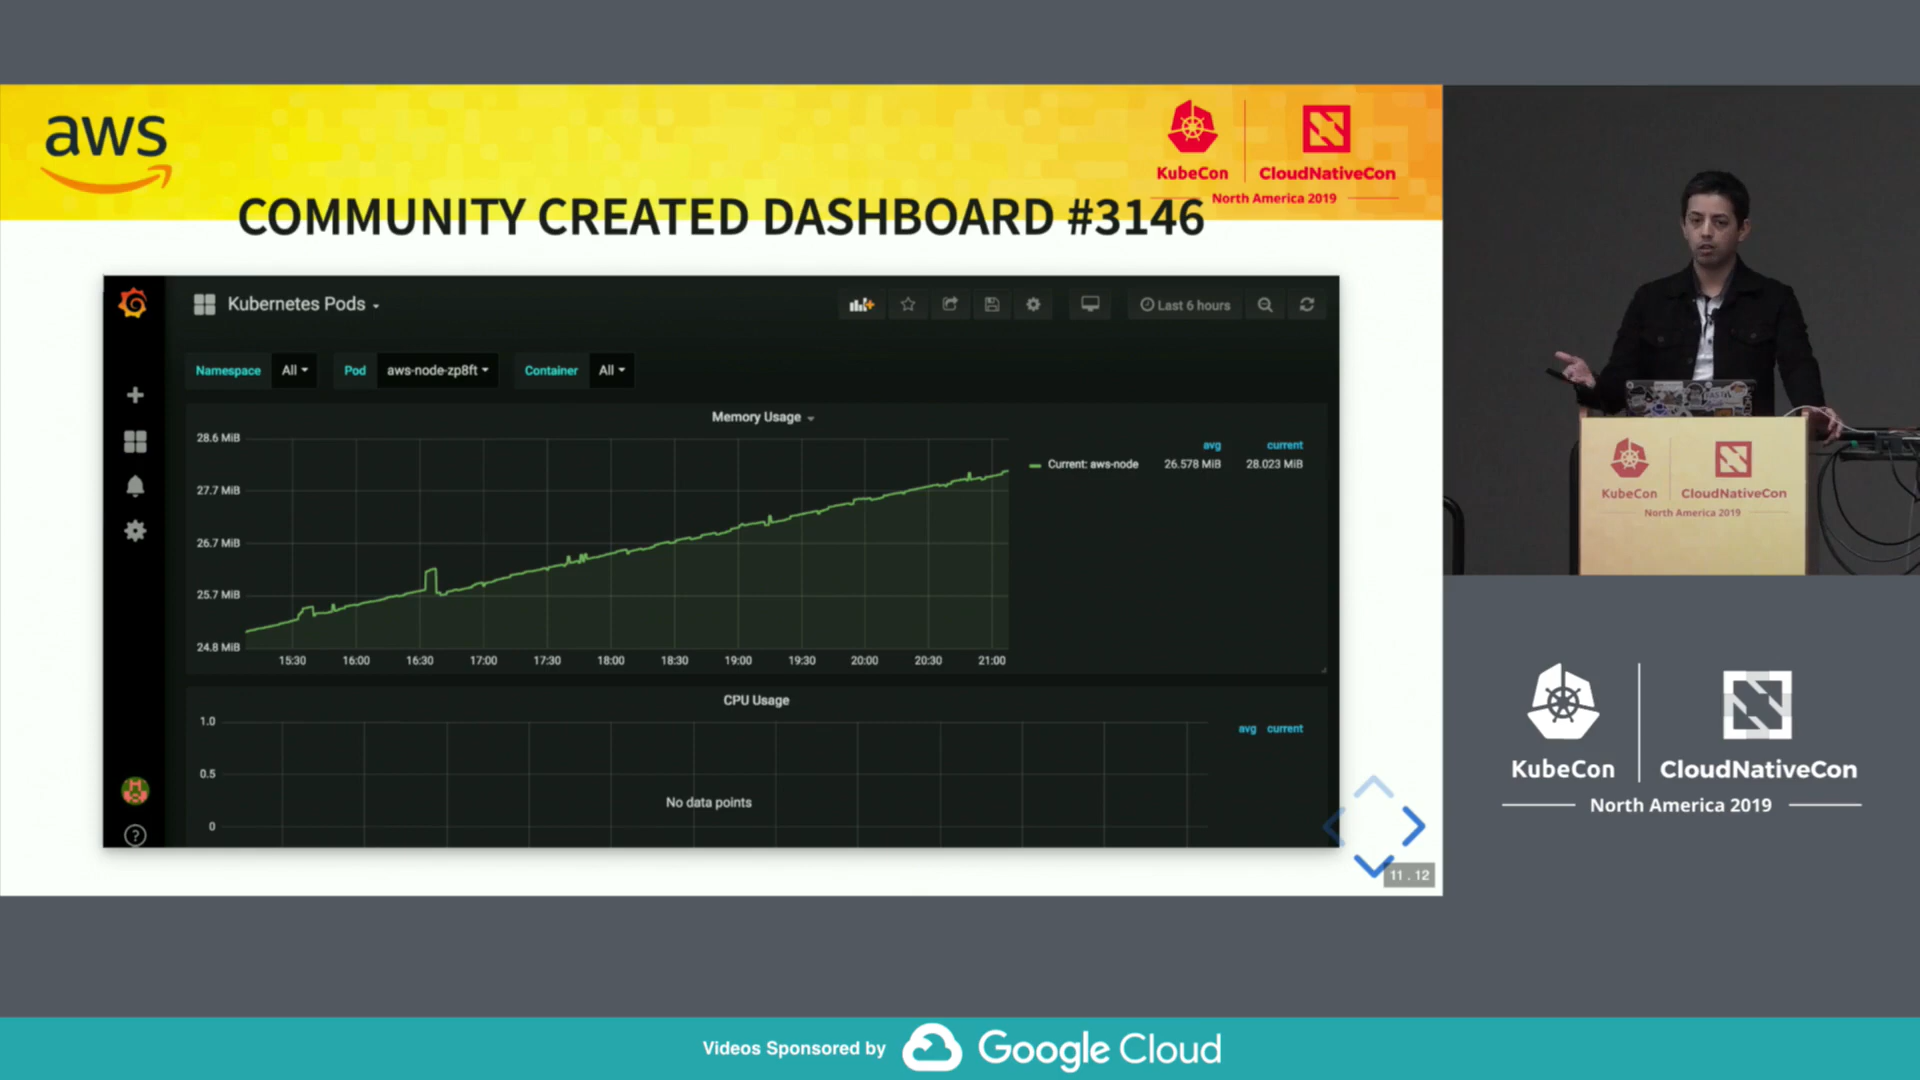 aws
KubeCon
CloudNativeCon
North America 2019
COMMUNITY CREATED DASHBOARD #3146
Kubernetes Pods
Last 6 hours
Namespace All Pod aws-node-zp8ft Container All
Memory Usage
28.6 MiB
27.7 MiB
26.7 MiB
25.7 MiB
24.8 MiB
15:30 16:00 16:30 17:00 17:30 18:00 18:30 19:00 19:30 20:00 20:30 21:00
avg current
Current: aws-node 26.578 MiB 28.023 MiB
CPU Usage
1.0
0.5
0
avg current
No data points
?
11.12
KubeCon
CloudNativeCon
North America 2019
KubeCon
CloudNativeCon
North America 2019
Videos Sponsored by Google Cloud